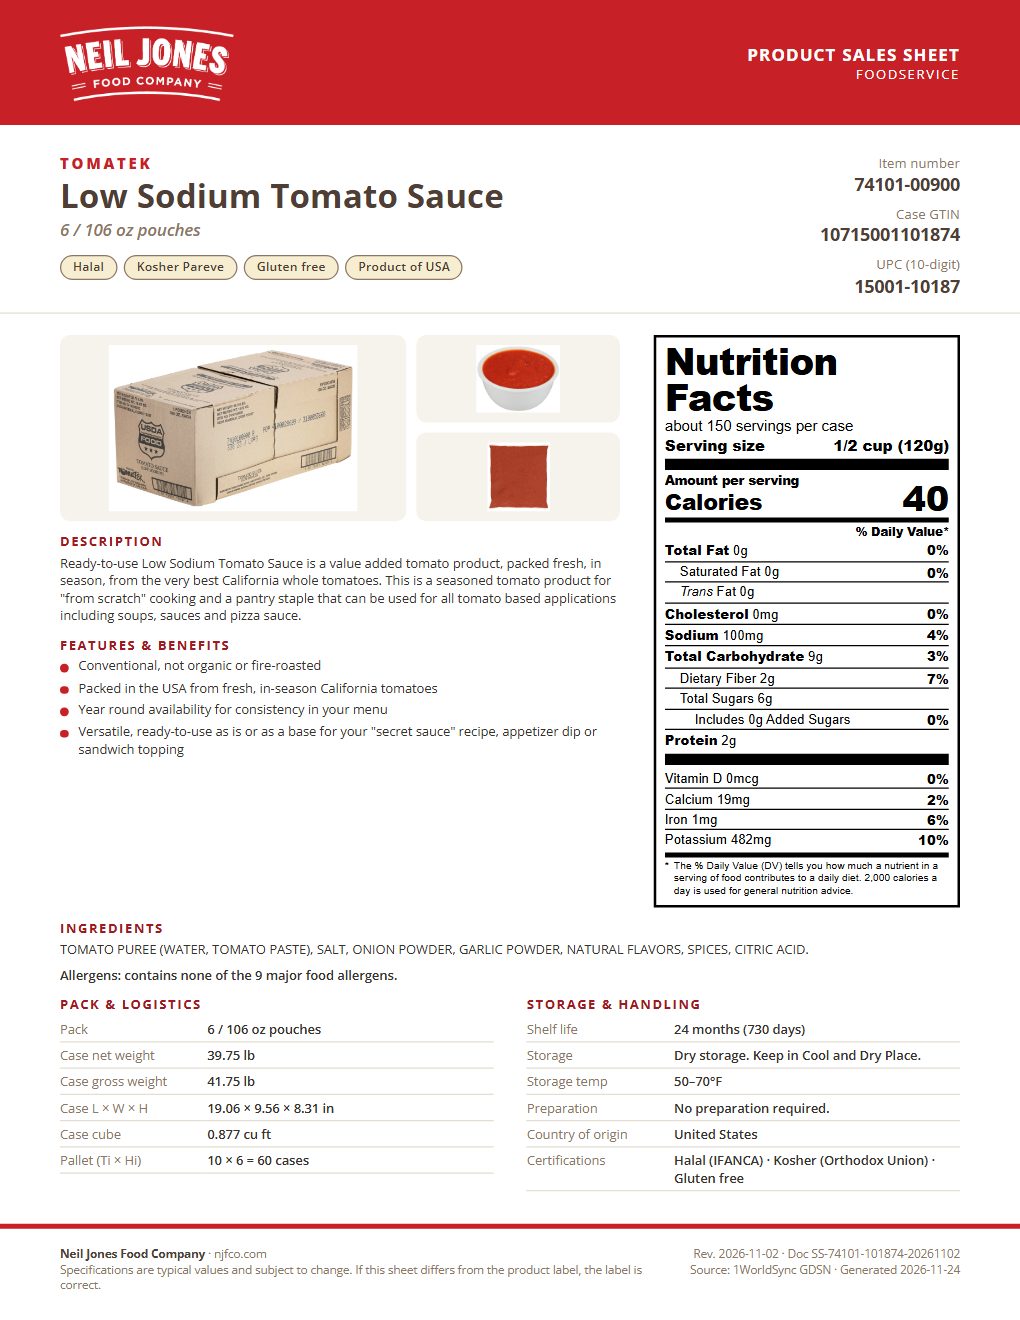 NEIL JONES
FOOD COMPANY
PRODUCT SALES SHEET
FOODSERVICE
TOMATEK
Low Sodium Tomato Sauce
6 / 106 oz pouches
Halal
Kosher Pareve
Gluten free
Product of USA
Item number
74101-00900
Case GTIN
10715001101874
UPC (10-digit)
15001-10187
USDA
FOOD
TOMATO SAUCE
DESCRIPTION
Ready-to-use Low Sodium Tomato Sauce is a value added tomato product, packed fresh, in
season, from the very best California whole tomatoes. This is a seasoned tomato product for
"from scratch" cooking and a pantry staple that can be used for all tomato based applications
including soups, sauces and pizza sauce.
FEATURES & BENEFITS
Conventional, not organic or fire-roasted
Packed in the USA from fresh, in-season California tomatoes
Year round availability for consistency in your menu
Versatile, ready-to-use as is or as a base for your "secret sauce" recipe, appetizer dip or
sandwich topping
Nutrition
Facts
about 150 servings per case
Serving size 1/2 cup (120g)
Amount per serving
Calories 40
% Daily Value*
Total Fat 0g 0%
Saturated Fat 0g 0%
Trans Fat 0g
Cholesterol 0mg 0%
Sodium 100mg 4%
Total Carbohydrate 9g 3%
Dietary Fiber 2g 7%
Total Sugars 6g
Includes 0g Added Sugars 0%
Protein 2g
Vitamin D 0mcg 0%
Calcium 19mg 2%
Iron 1mg 6%
Potassium 482mg 10%
* The % Daily Value (DV) tells you how much a nutrient in a
serving of food contributes to a daily diet. 2,000 calories a
day is used for general nutrition advice.
INGREDIENTS
TOMATO PUREE (WATER, TOMATO PASTE), SALT, ONION POWDER, GARLIC POWDER, NATURAL FLAVORS, SPICES, CITRIC ACID.
Allergens: contains none of the 9 major food allergens.
PACK & LOGISTICS
Pack 6 / 106 oz pouches
Case net weight 39.75 lb
Case gross weight 41.75 lb
Case L × W × H 19.06 × 9.56 × 8.31 in
Case cube 0.877 cu ft
Pallet (Ti × Hi) 10 × 6 = 60 cases
STORAGE & HANDLING
Shelf life 24 months (730 days)
Storage Dry storage. Keep in Cool and Dry Place.
Storage temp 50–70°F
Preparation No preparation required.
Country of origin United States
Certifications Halal (IFANCA) · Kosher (Orthodox Union) ·
Gluten free
Neil Jones Food Company · njfco.com
Specifications are typical values and subject to change. If this sheet differs from the product label, the label is
correct.
Rev. 2026-11-02 · Doc SS-74101-101874-20261102
Source: 1WorldSync GDSN · Generated 2026-11-24